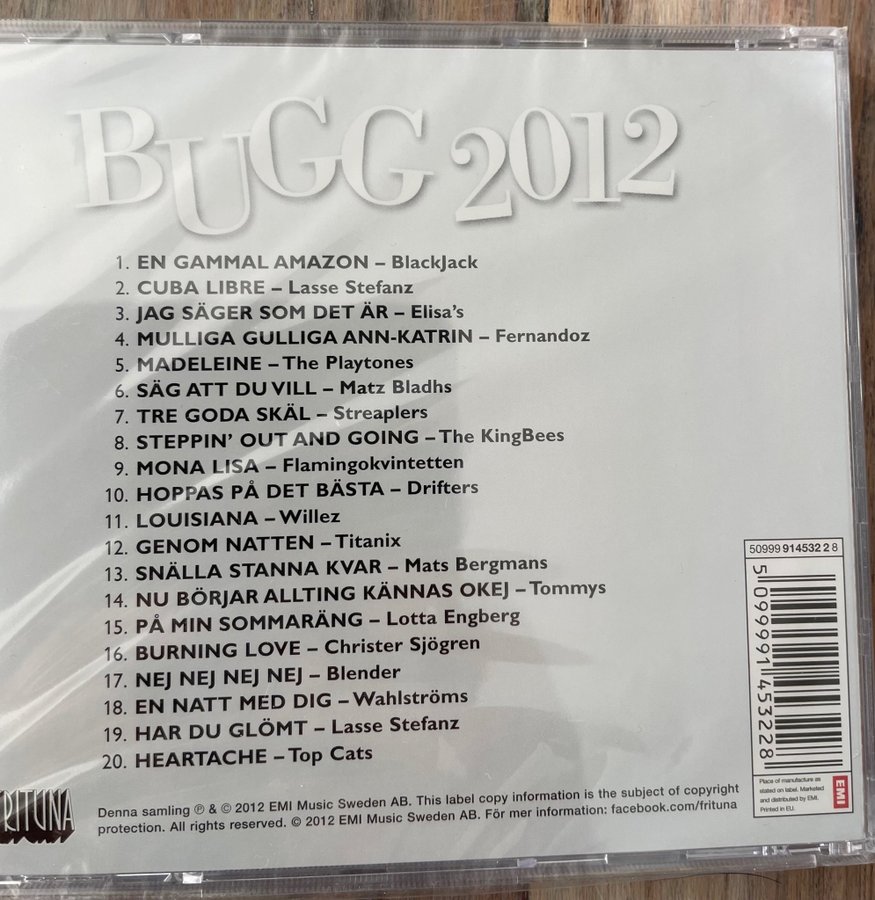 BUGG 2012
1. EN GAMMAL AMAZON – BlackJack
2. CUBA LIBRE – Lasse Stefanz
3. JAG SÄGER SOM DET ÄR – Elisa's
4. MULLIGA GULLIGA ANN-KATRIN – Fernandoz
5. MADELEINE – The Playtones
6. SÄG ATT DU VILL – Matz Bladhs
7. TRE GODA SKÄL – Streaplers
8. STEPPIN' OUT AND GOING – The KingBees
9. MONA LISA – Flamingokvintetten
10. HOPPAS PÅ DET BÄSTA – Drifters
11. LOUISIANA – Willez
12. GENOM NATTEN – Titanix
13. SNÄLLA STANNA KVAR – Mats Bergmans
14. NU BÖRJAR ALLTING KÄNNAS OKEJ – Tommys
15. PÅ MIN SOMMARÄNG – Lotta Engberg
16. BURNING LOVE – Christer Sjögren
17. NEJ NEJ NEJ NEJ – Blender
18. EN NATT MED DIG – Wahlströms
19. HAR DU GLÖMT – Lasse Stefanz
20. HEARTACHE – Top Cats
50999 914532 2 8
5 099991 453228
Place of manufacture as
stated on label. Marketed
and distributed by EMI.
Printed in EU.
EMI
FRITUNA
Denna samling ℗ & © 2012 EMI Music Sweden AB. This label copy information is the subject of copyright
protection. All rights reserved. © 2012 EMI Music Sweden AB. För mer information: facebook.com/frituna